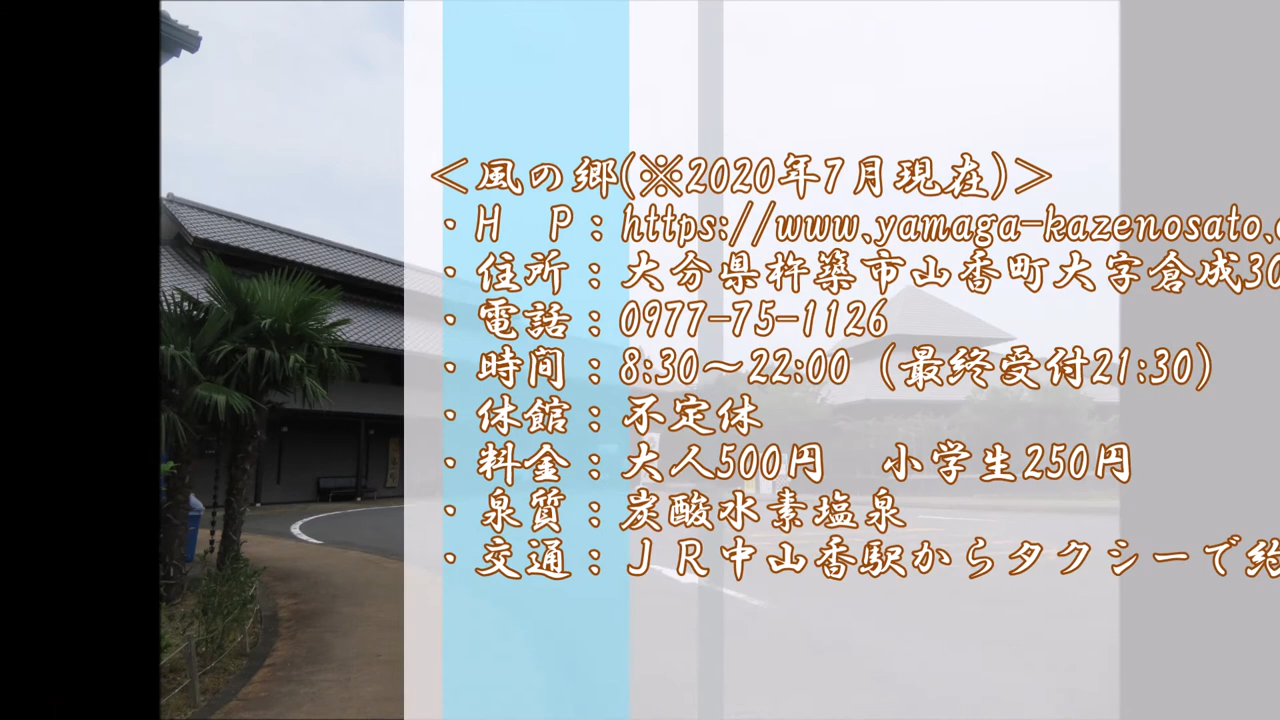 ＜風の郷(※2020年7月現在)＞
・Ｈ　Ｐ：https://www.yamaga-kazenosato.
・住所：大分県杵築市山香町大字倉成30
・電話：0977-75-1126
・時間：8:30～22:00（最終受付21:30）
・休館：不定休
・料金：大人500円　小学生250円
・泉質：炭酸水素塩泉
・交通：ＪＲ中山香駅からタクシーで